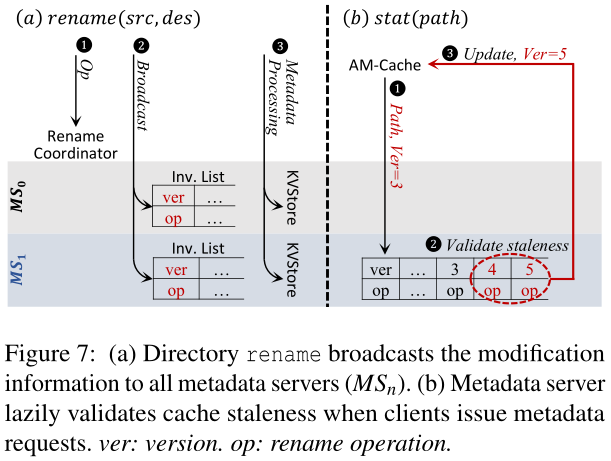 (a) rename(src, des)
❶ Op
❷ Broadcast
❸ Metadata Processing
Rename
Coordinator
MS₀
Inv. List
ver …
op …
KVStore
MS₁
Inv. List
ver …
op …
KVStore
(b) stat(path)
❸ Update, Ver=5
AM-Cache
❶ Path, Ver=3
❷ Validate staleness
ver … 3 4 5
op … op op op
Figure 7: (a) Directory rename broadcasts the modification
information to all metadata servers (MSₙ). (b) Metadata server
lazily validates cache staleness when clients issue metadata
requests. ver: version. op: rename operation.